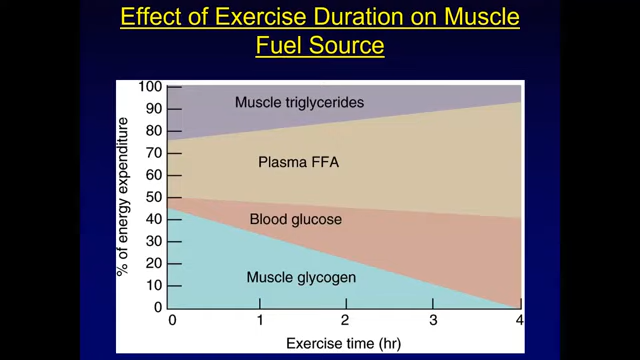 Effect of Exercise Duration on Muscle
Fuel Source
% of energy expenditure
100
90
80
70
60
50
40
30
20
10
0
Muscle triglycerides
Plasma FFA
Blood glucose
Muscle glycogen
0 1 2 3 4
Exercise time (hr)